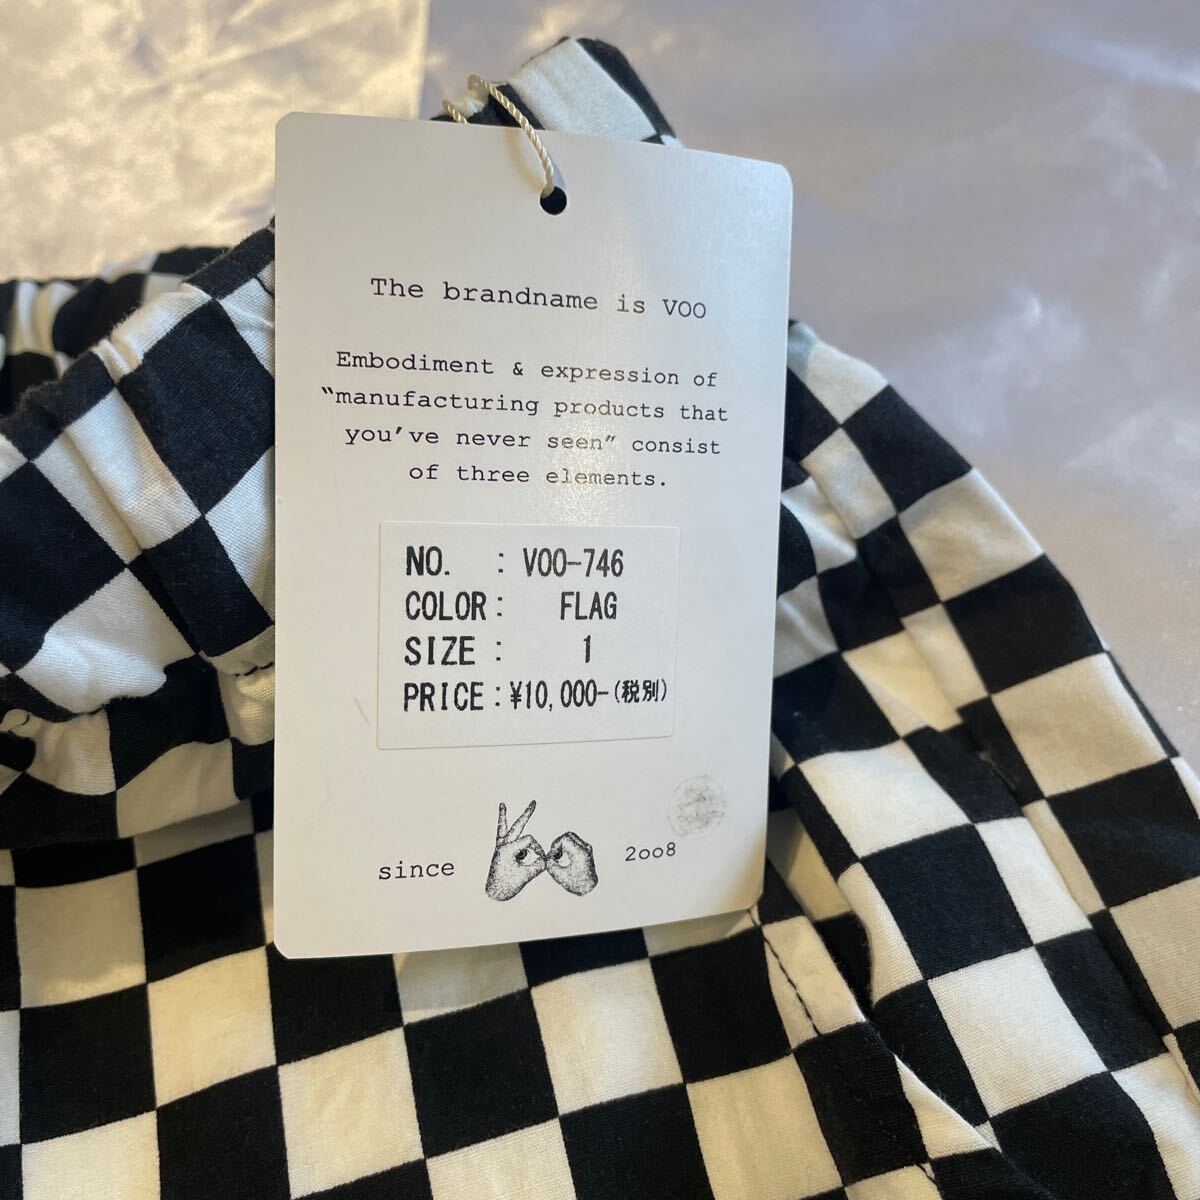 The brandname is VOO
Embodiment & expression of
“manufacturing products that
you've never seen” consist
of three elements.
NO. : VOO-746
COLOR: FLAG
SIZE : 1
PRICE:¥10,000-(税別)
since 2oo8